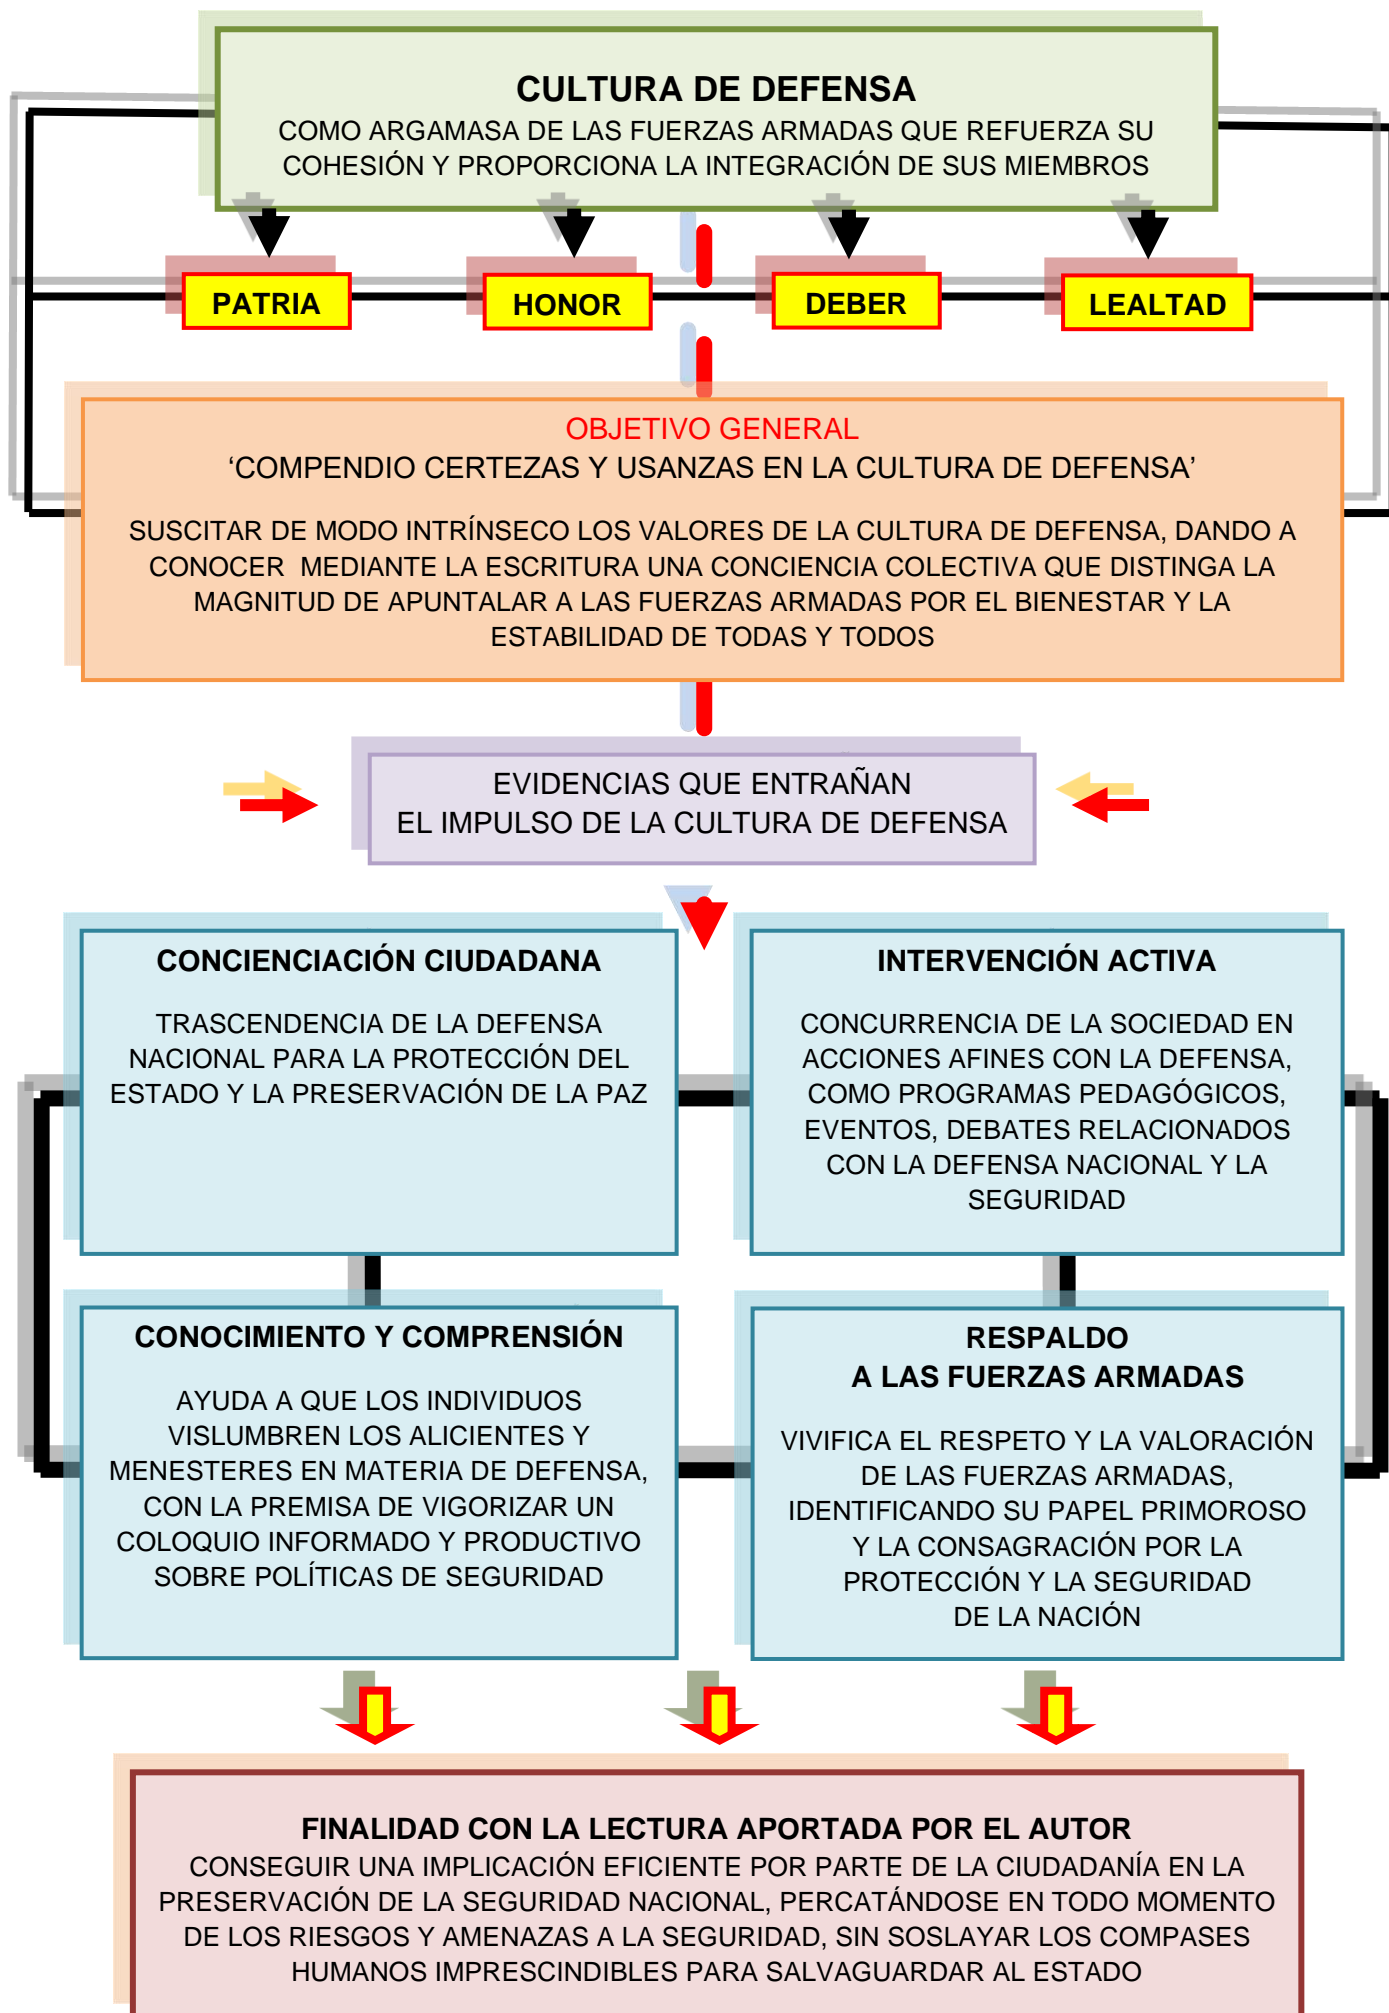 CULTURA DE DEFENSA
COMO ARGAMASA DE LAS FUERZAS ARMADAS QUE REFUERZA SU
COHESIÓN Y PROPORCIONA LA INTEGRACIÓN DE SUS MIEMBROS
PATRIA
HONOR
DEBER
LEALTAD
OBJETIVO GENERAL
‘COMPENDIO CERTEZAS Y USANZAS EN LA CULTURA DE DEFENSA’
SUSCITAR DE MODO INTRÍNSECO LOS VALORES DE LA CULTURA DE DEFENSA, DANDO A
CONOCER MEDIANTE LA ESCRITURA UNA CONCIENCIA COLECTIVA QUE DISTINGA LA
MAGNITUD DE APUNTALAR A LAS FUERZAS ARMADAS POR EL BIENESTAR Y LA
ESTABILIDAD DE TODAS Y TODOS
EVIDENCIAS QUE ENTRAÑAN
EL IMPULSO DE LA CULTURA DE DEFENSA
CONCIENCIACIÓN CIUDADANA
TRASCENDENCIA DE LA DEFENSA
NACIONAL PARA LA PROTECCIÓN DEL
ESTADO Y LA PRESERVACIÓN DE LA PAZ
INTERVENCIÓN ACTIVA
CONCURRENCIA DE LA SOCIEDAD EN
ACCIONES AFINES CON LA DEFENSA,
COMO PROGRAMAS PEDAGÓGICOS,
EVENTOS, DEBATES RELACIONADOS
CON LA DEFENSA NACIONAL Y LA
SEGURIDAD
CONOCIMIENTO Y COMPRENSIÓN
AYUDA A QUE LOS INDIVIDUOS
VISLUMBREN LOS ALICIENTES Y
MENESTERES EN MATERIA DE DEFENSA,
CON LA PREMISA DE VIGORIZAR UN
COLOQUIO INFORMADO Y PRODUCTIVO
SOBRE POLÍTICAS DE SEGURIDAD
RESPALDO
A LAS FUERZAS ARMADAS
VIVIFICA EL RESPETO Y LA VALORACIÓN
DE LAS FUERZAS ARMADAS,
IDENTIFICANDO SU PAPEL PRIMOROSO
Y LA CONSAGRACIÓN POR LA
PROTECCIÓN Y LA SEGURIDAD
DE LA NACIÓN
FINALIDAD CON LA LECTURA APORTADA POR EL AUTOR
CONSEGUIR UNA IMPLICACIÓN EFICIENTE POR PARTE DE LA CIUDADANÍA EN LA
PRESERVACIÓN DE LA SEGURIDAD NACIONAL, PERCATÁNDOSE EN TODO MOMENTO
DE LOS RIESGOS Y AMENAZAS A LA SEGURIDAD, SIN SOSLAYAR LOS COMPASES
HUMANOS IMPRESCINDIBLES PARA SALVAGUARDAR AL ESTADO